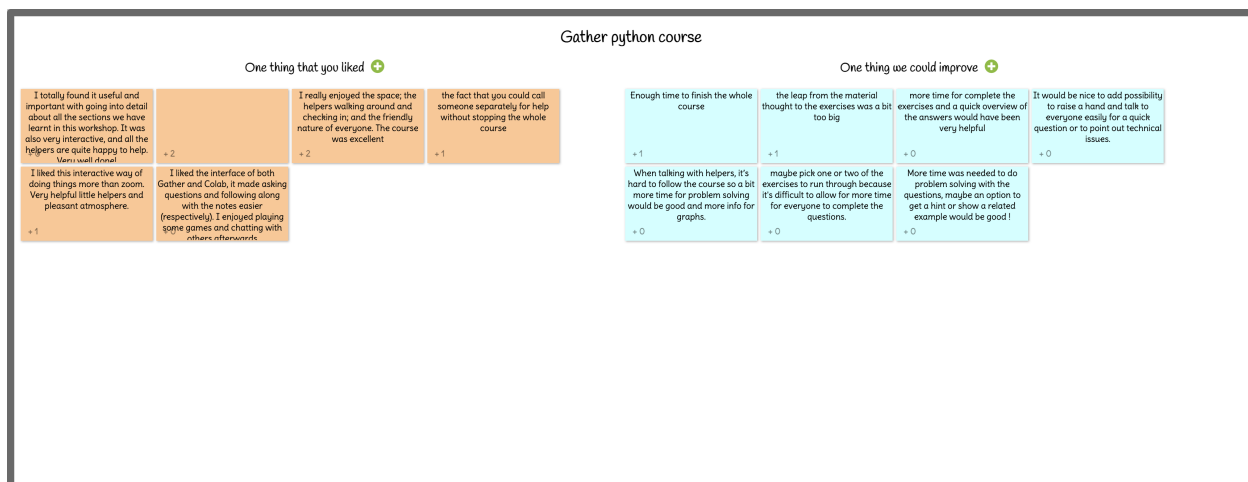 Gather python course
One thing that you liked
One thing we could improve
I totally found it useful and
important with going into detail
about all the sections we have
learnt in this workshop. It was
also very interactive, and all the
helpers are quite happy to help.
Very well done!
+2
I really enjoyed the space; the
helpers walking around and
checking in; and the friendly
nature of everyone. The course
was excellent
+2
the fact that you could call
someone separately for help
without stopping the whole
course
+1
I liked this interactive way of
doing things more than zoom.
Very helpful little helpers and
pleasant atmosphere.
+1
I liked the interface of both
Gather and Colab, it made asking
questions and following along
with the notes easier
(respectively). I enjoyed playing
some games and chatting with
others afterwards
Enough time to finish the whole
course
+1
the leap from the material
thought to the exercises was a bit
too big
+1
more time for complete the
exercises and a quick overview of
the answers would have been
very helpful
+0
It would be nice to add possibility
to raise a hand and talk to
everyone easily for a quick
question or to point out technical
issues.
+0
When talking with helpers, it's
hard to follow the course so a bit
more time for problem solving
would be good and more info for
graphs.
+0
maybe pick one or two of the
exercises to run through because
it's difficult to allow for more time
for everyone to complete the
questions.
+0
More time was needed to do
problem solving with the
questions, maybe an option to
get a hint or show a related
example would be good !
+0